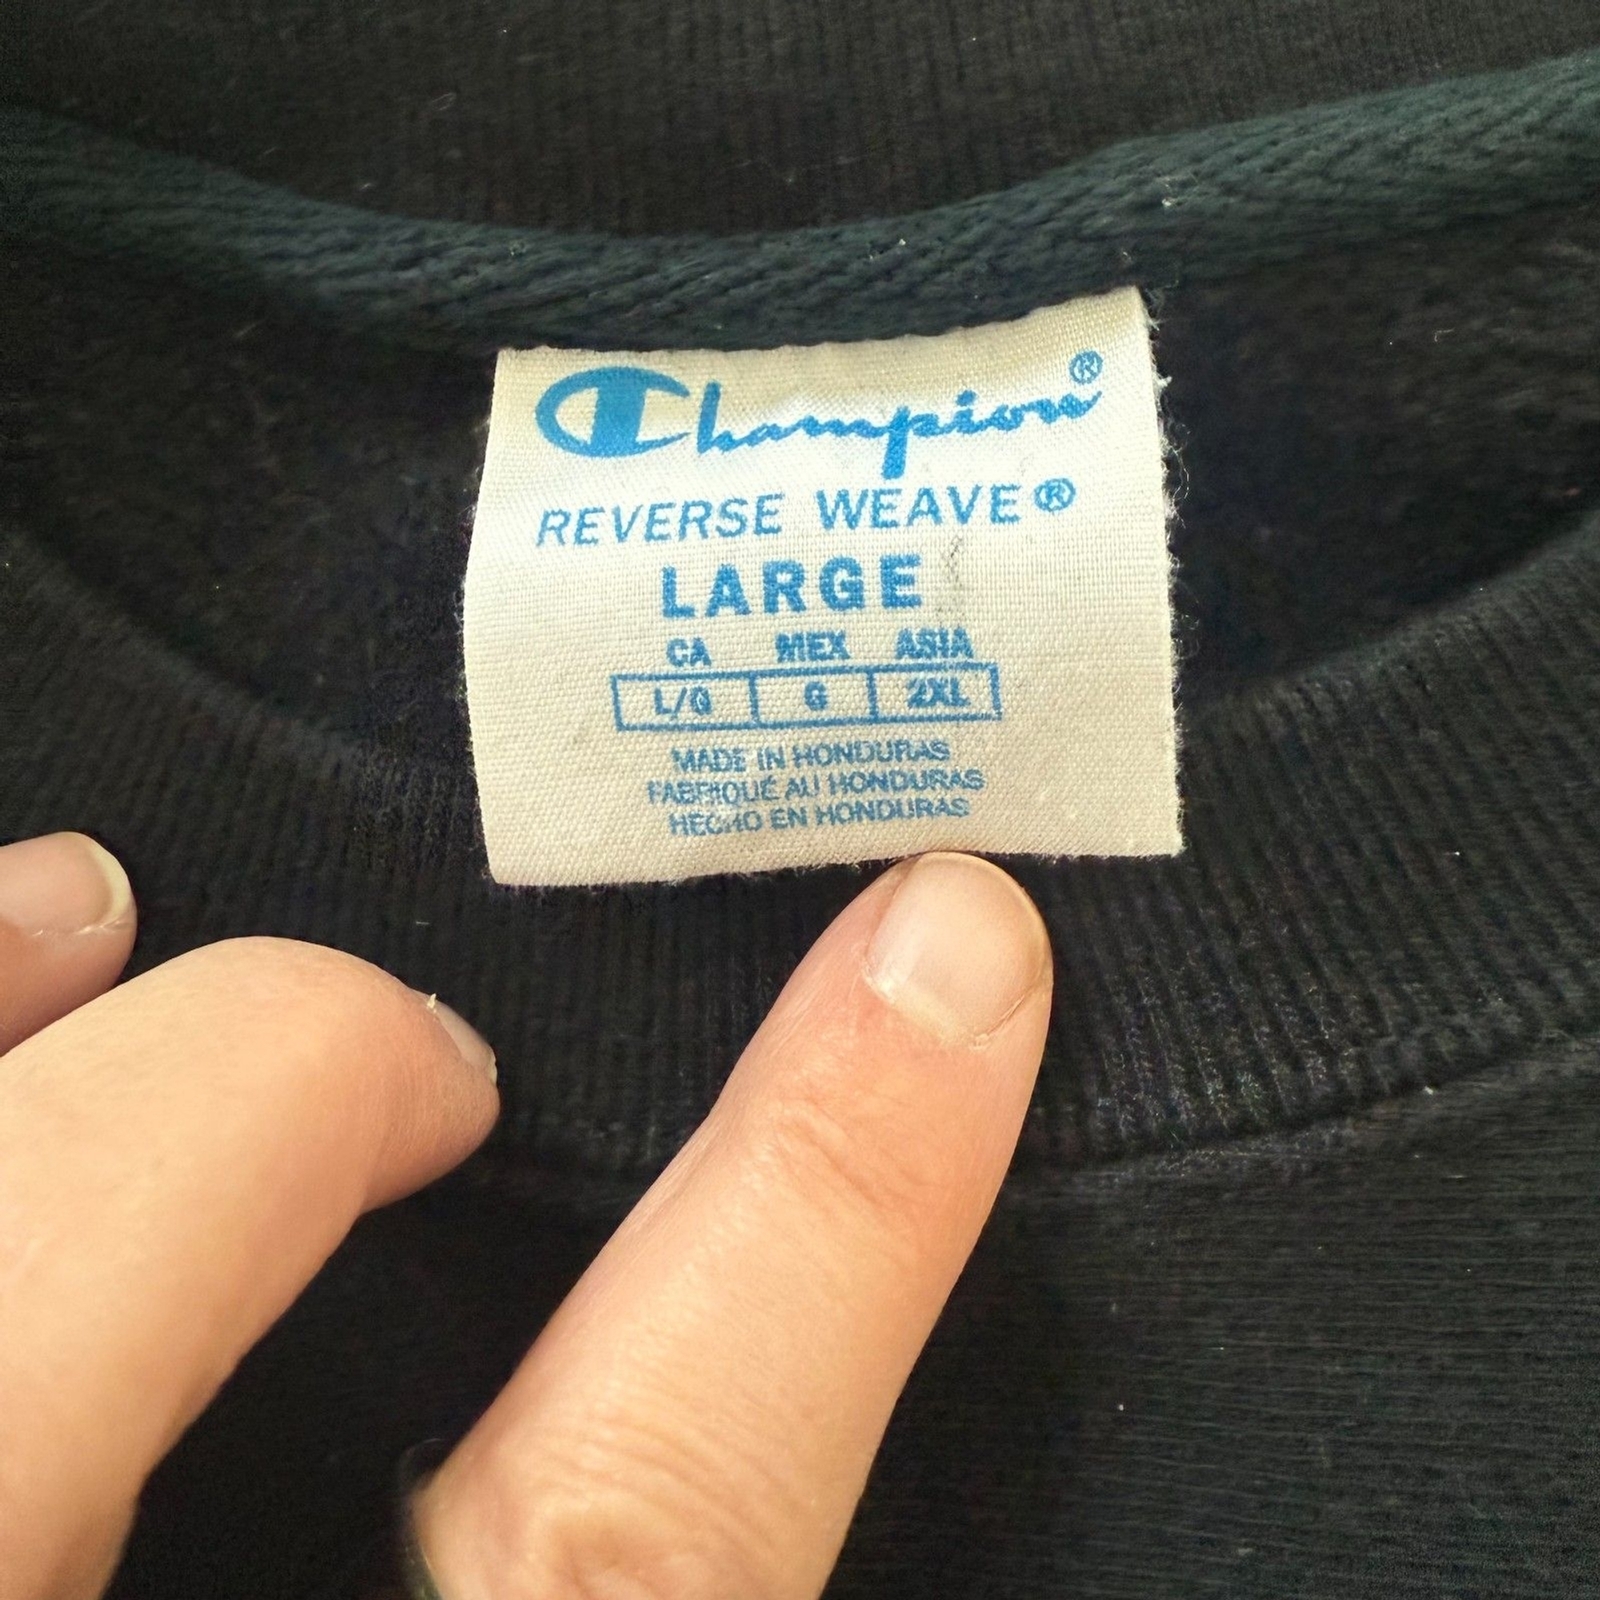 Champion®
REVERSE WEAVE®
LARGE
CA MEX ASIA
L/G G 2XL
MADE IN HONDURAS
FABRIQUÉ AU HONDURAS
HECHO EN HONDURAS